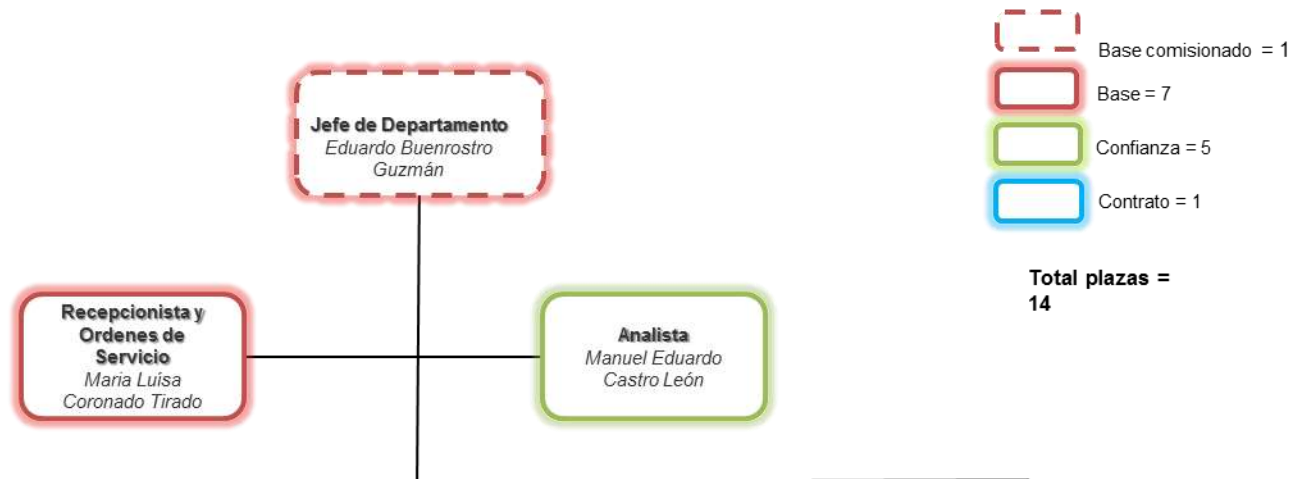 Jefe de Departamento
Eduardo Buenrostro
Guzmán
Recepcionista y
Ordenes de
Servicio
Maria Luísa
Coronado Tirado
Analista
Manuel Eduardo
Castro León
Base comisionado = 1
Base = 7
Confianza = 5
Contrato = 1
Total plazas =
14